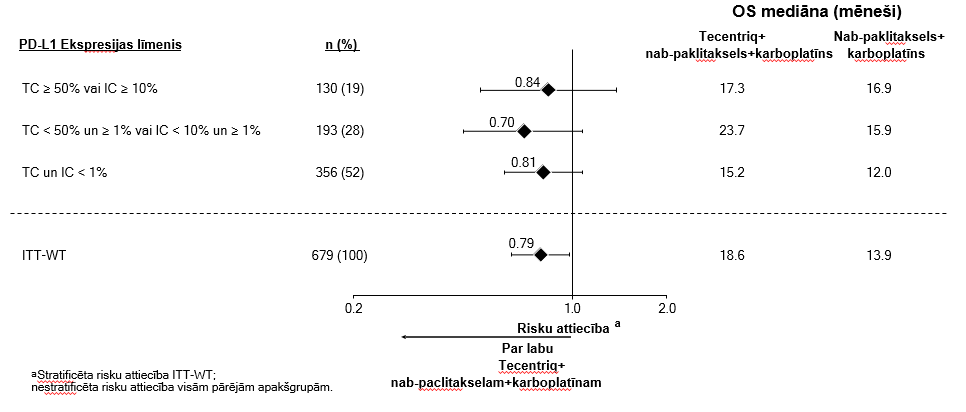 OS mediāna (mēneši)
PD-L1 Ekspresijas līmenis
n (%)
Tecentriq+
nab-paklitaksels+karboplatīns
Nab-paklitaksels+
karboplatīns
TC ≥ 50% vai IC ≥ 10%
130 (19)
0.84
17.3
16.9
TC < 50% un ≥ 1% vai IC < 10% un ≥ 1%
193 (28)
0.70
23.7
15.9
TC un IC < 1%
356 (52)
0.81
15.2
12.0
ITT-WT
679 (100)
0.79
18.6
13.9
0.2
1.0
2.0
Risku attiecība a
Par labu
Tecentriq+
nab-paclitakselam+karboplatīnam
aStratificēta risku attiecība ITT-WT;
nestratificēta risku attiecība visām pārējām apakšgrupām.